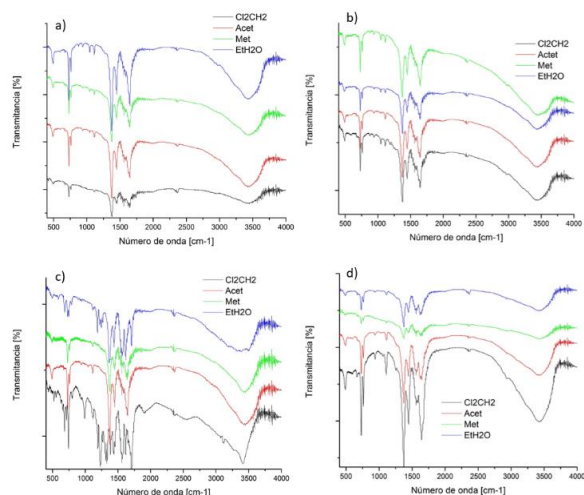 a)
Cl2CH2
Acet
Met
EtH2O
Transmitancia [%]
500 1000 1500 2000 2500 3000 3500 4000
Número de onda [cm-1]
b)
Cl2CH2
Actet
Met
EtH2O
Transmitancia [%]
500 1000 1500 2000 2500 3000 3500 4000
Número de onda [cm-1]
c)
Cl2CH2
Acet
Met
EtH2O
Transmitancia [%]
500 1000 1500 2000 2500 3000 3500 4000
Número de onda [cm-1]
d)
Cl2CH2
Acet
Met
EtH2O
Transmitancia [%]
500 1000 1500 2000 2500 3000 3500 4000
Número de onda [cm-1]